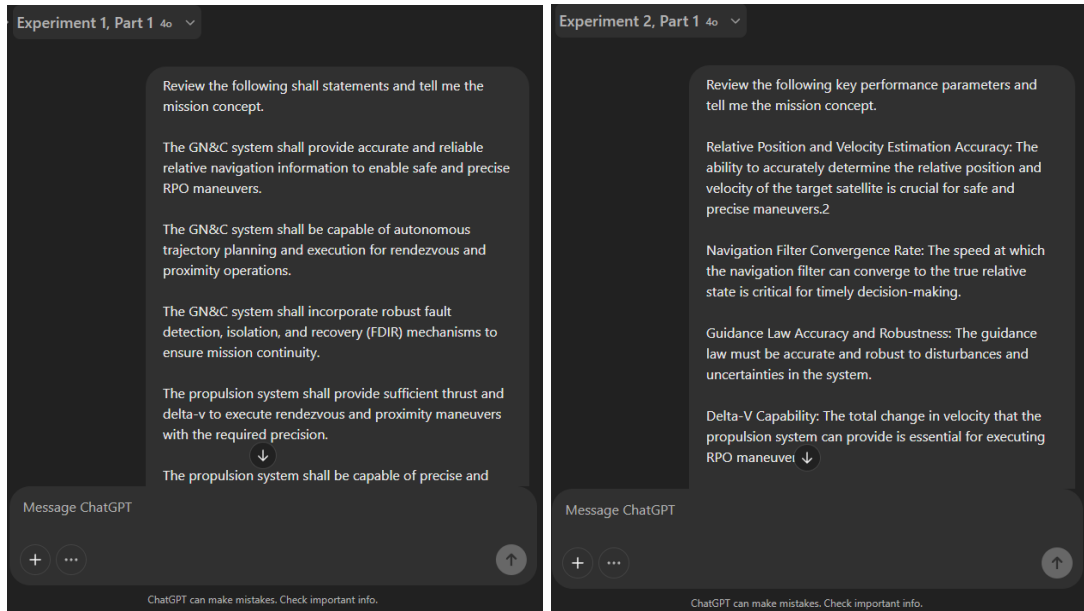 Experiment 1, Part 1 4o
Review the following shall statements and tell me the
mission concept.
The GN&C system shall provide accurate and reliable
relative navigation information to enable safe and precise
RPO maneuvers.
The GN&C system shall be capable of autonomous
trajectory planning and execution for rendezvous and
proximity operations.
The GN&C system shall incorporate robust fault
detection, isolation, and recovery (FDIR) mechanisms to
ensure mission continuity.
The propulsion system shall provide sufficient thrust and
delta-v to execute rendezvous and proximity maneuvers
with the required precision.
The propulsion system shall be capable of precise and
Message ChatGPT
ChatGPT can make mistakes. Check important info.
Experiment 2, Part 1 4o
Review the following key performance parameters and
tell me the mission concept.
Relative Position and Velocity Estimation Accuracy: The
ability to accurately determine the relative position and
velocity of the target satellite is crucial for safe and
precise maneuvers.2
Navigation Filter Convergence Rate: The speed at which
the navigation filter can converge to the true relative
state is critical for timely decision-making.
Guidance Law Accuracy and Robustness: The guidance
law must be accurate and robust to disturbances and
uncertainties in the system.
Delta-V Capability: The total change in velocity that the
propulsion system can provide is essential for executing
RPO maneuver
Message ChatGPT
ChatGPT can make mistakes. Check important info.